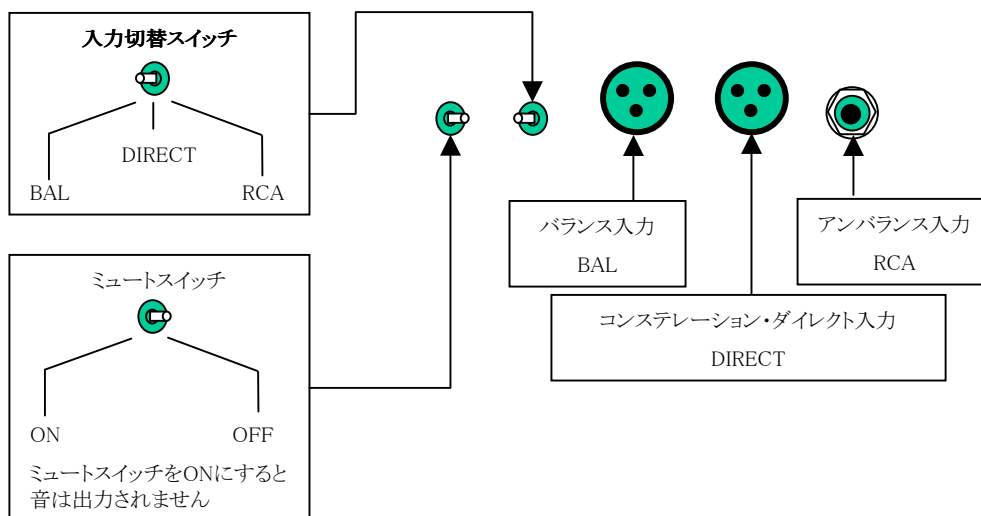 入力切替スイッチ
DIRECT
BAL
RCA
バランス入力
BAL
アンバランス入力
RCA
コンステレーション・ダイレクト入力
DIRECT
ミュートスイッチ
ON
OFF
ミュートスイッチをONにすると
音は出力されません